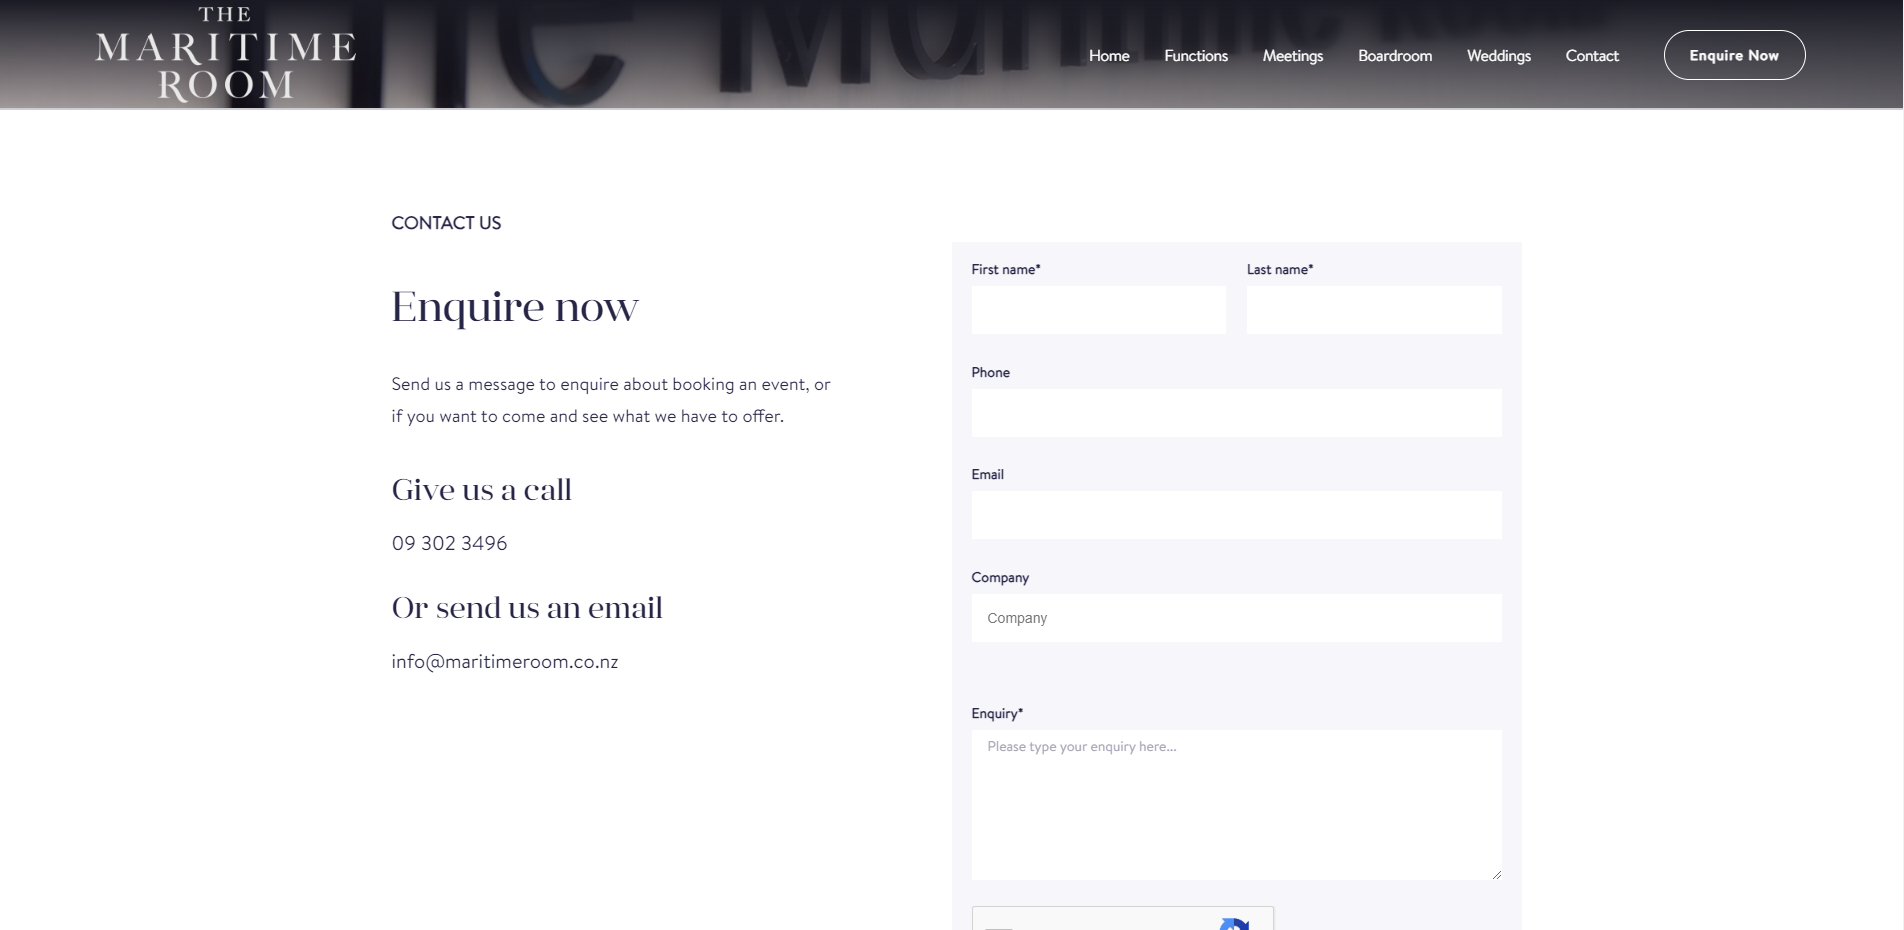 THE
MARITIME
ROOM
Home
Functions
Meetings
Boardroom
Weddings
Contact
Enquire Now
CONTACT US
Enquire now
Send us a message to enquire about booking an event, or
if you want to come and see what we have to offer.
Give us a call
09 302 3496
Or send us an email
info@maritimeroom.co.nz
First name*
Last name*
Phone
Email
Company
Company
Enquiry*
Please type your enquiry here...